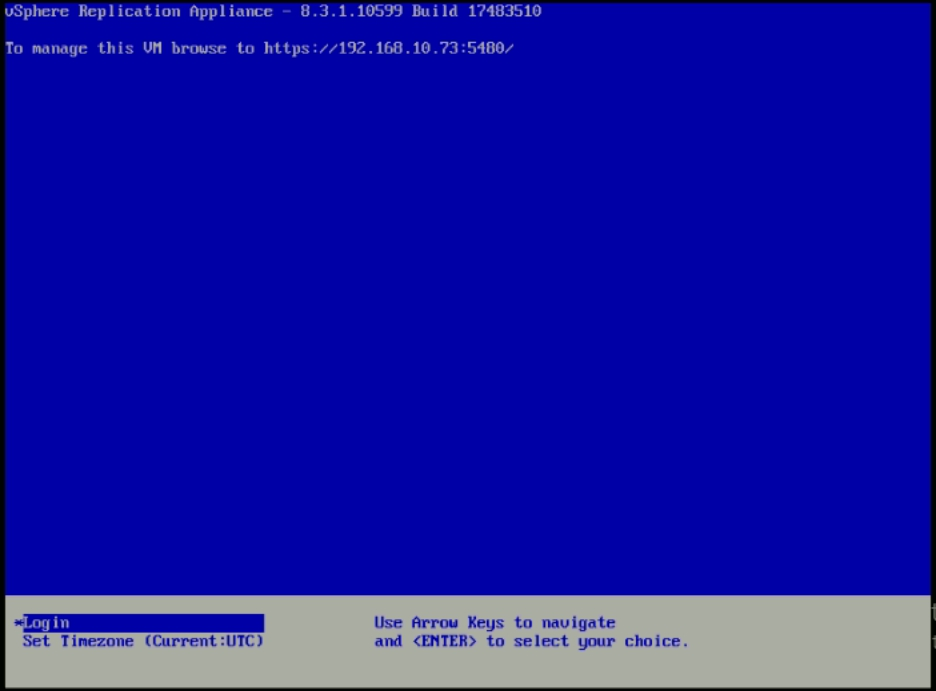 vSphere Replication Appliance - 8.3.1.10599 Build 17483510
To manage this VM browse to https://192.168.10.73:5480/
*Login
Set Timezone (Current:UTC)
Use Arrow Keys to navigate
and <ENTER> to select your choice.